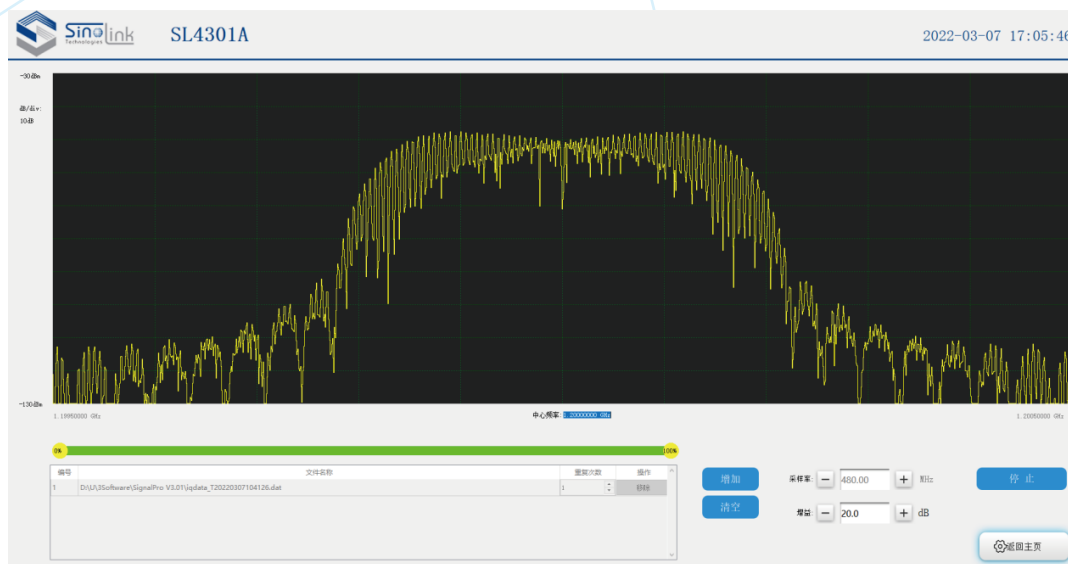 Sinolink
Technologies
SL4301A
2022-03-07 17:05:46
-30dBm
dB/div:
10dB
-130dBm
1.19950000 GHz
中心频率: 1.20000000 GHz
1.20050000 GHz
0%
100%
编号 文件名称 重复次数 操作
1 D:\LJ\3Software\SignalPro V3.01\iqdata_T20220307104126.dat 1 移除
增加
清空
采样率: − 480.00 + KHz
增益: − 20.0 + dB
停止
返回主页